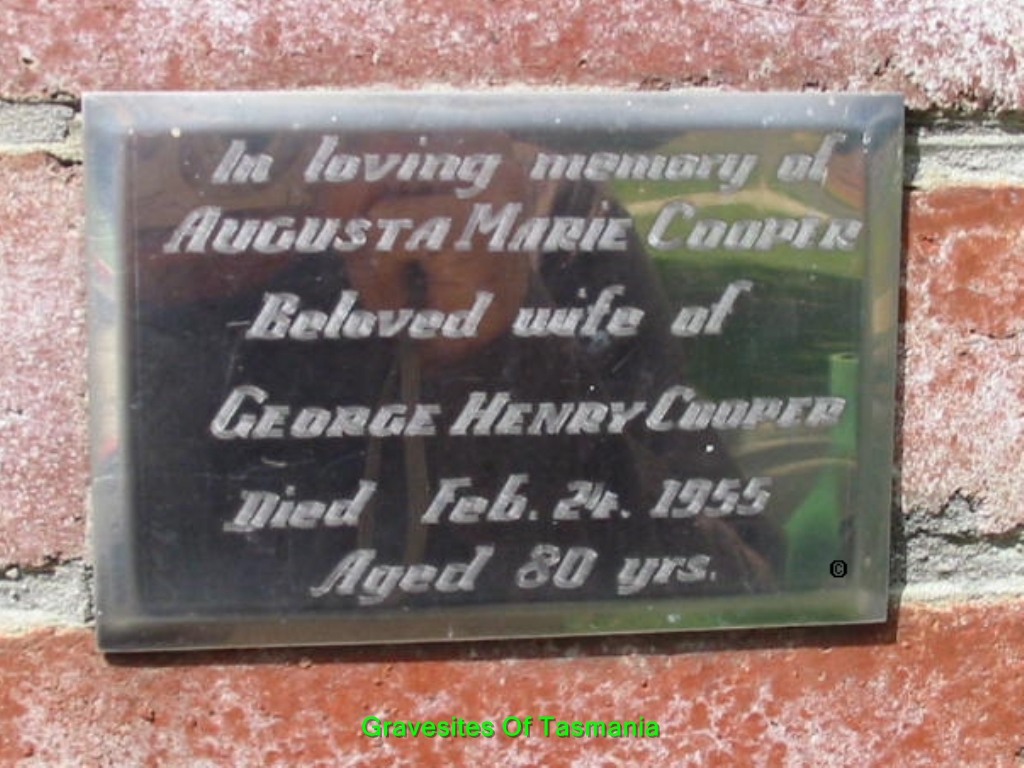 In loving memory of
AUGUSTA MARIE COOPER
Beloved wife of
GEORGE HENRY COOPER
Died Feb. 24. 1955
Aged 80 yrs.
©
Gravesites Of Tasmania